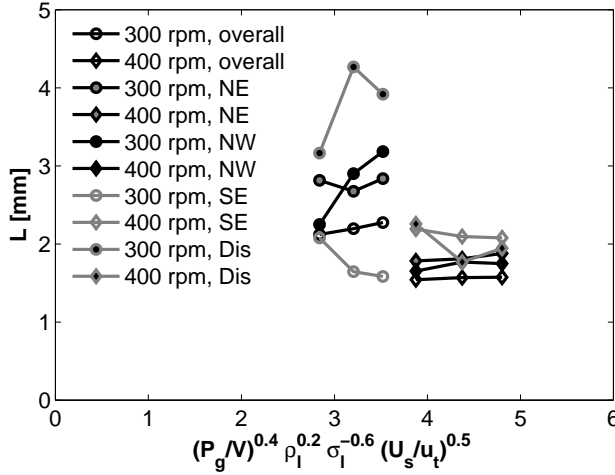 5
4
3
2
1
0
L [mm]
300 rpm, overall
400 rpm, overall
300 rpm, NE
400 rpm, NE
300 rpm, NW
400 rpm, NW
300 rpm, SE
400 rpm, SE
300 rpm, Dis
400 rpm, Dis
0 1 2 3 4 5 6
(P_g/V)^0.4 ρ_l^0.2 σ_l^−0.6 (U_s/u_t)^0.5